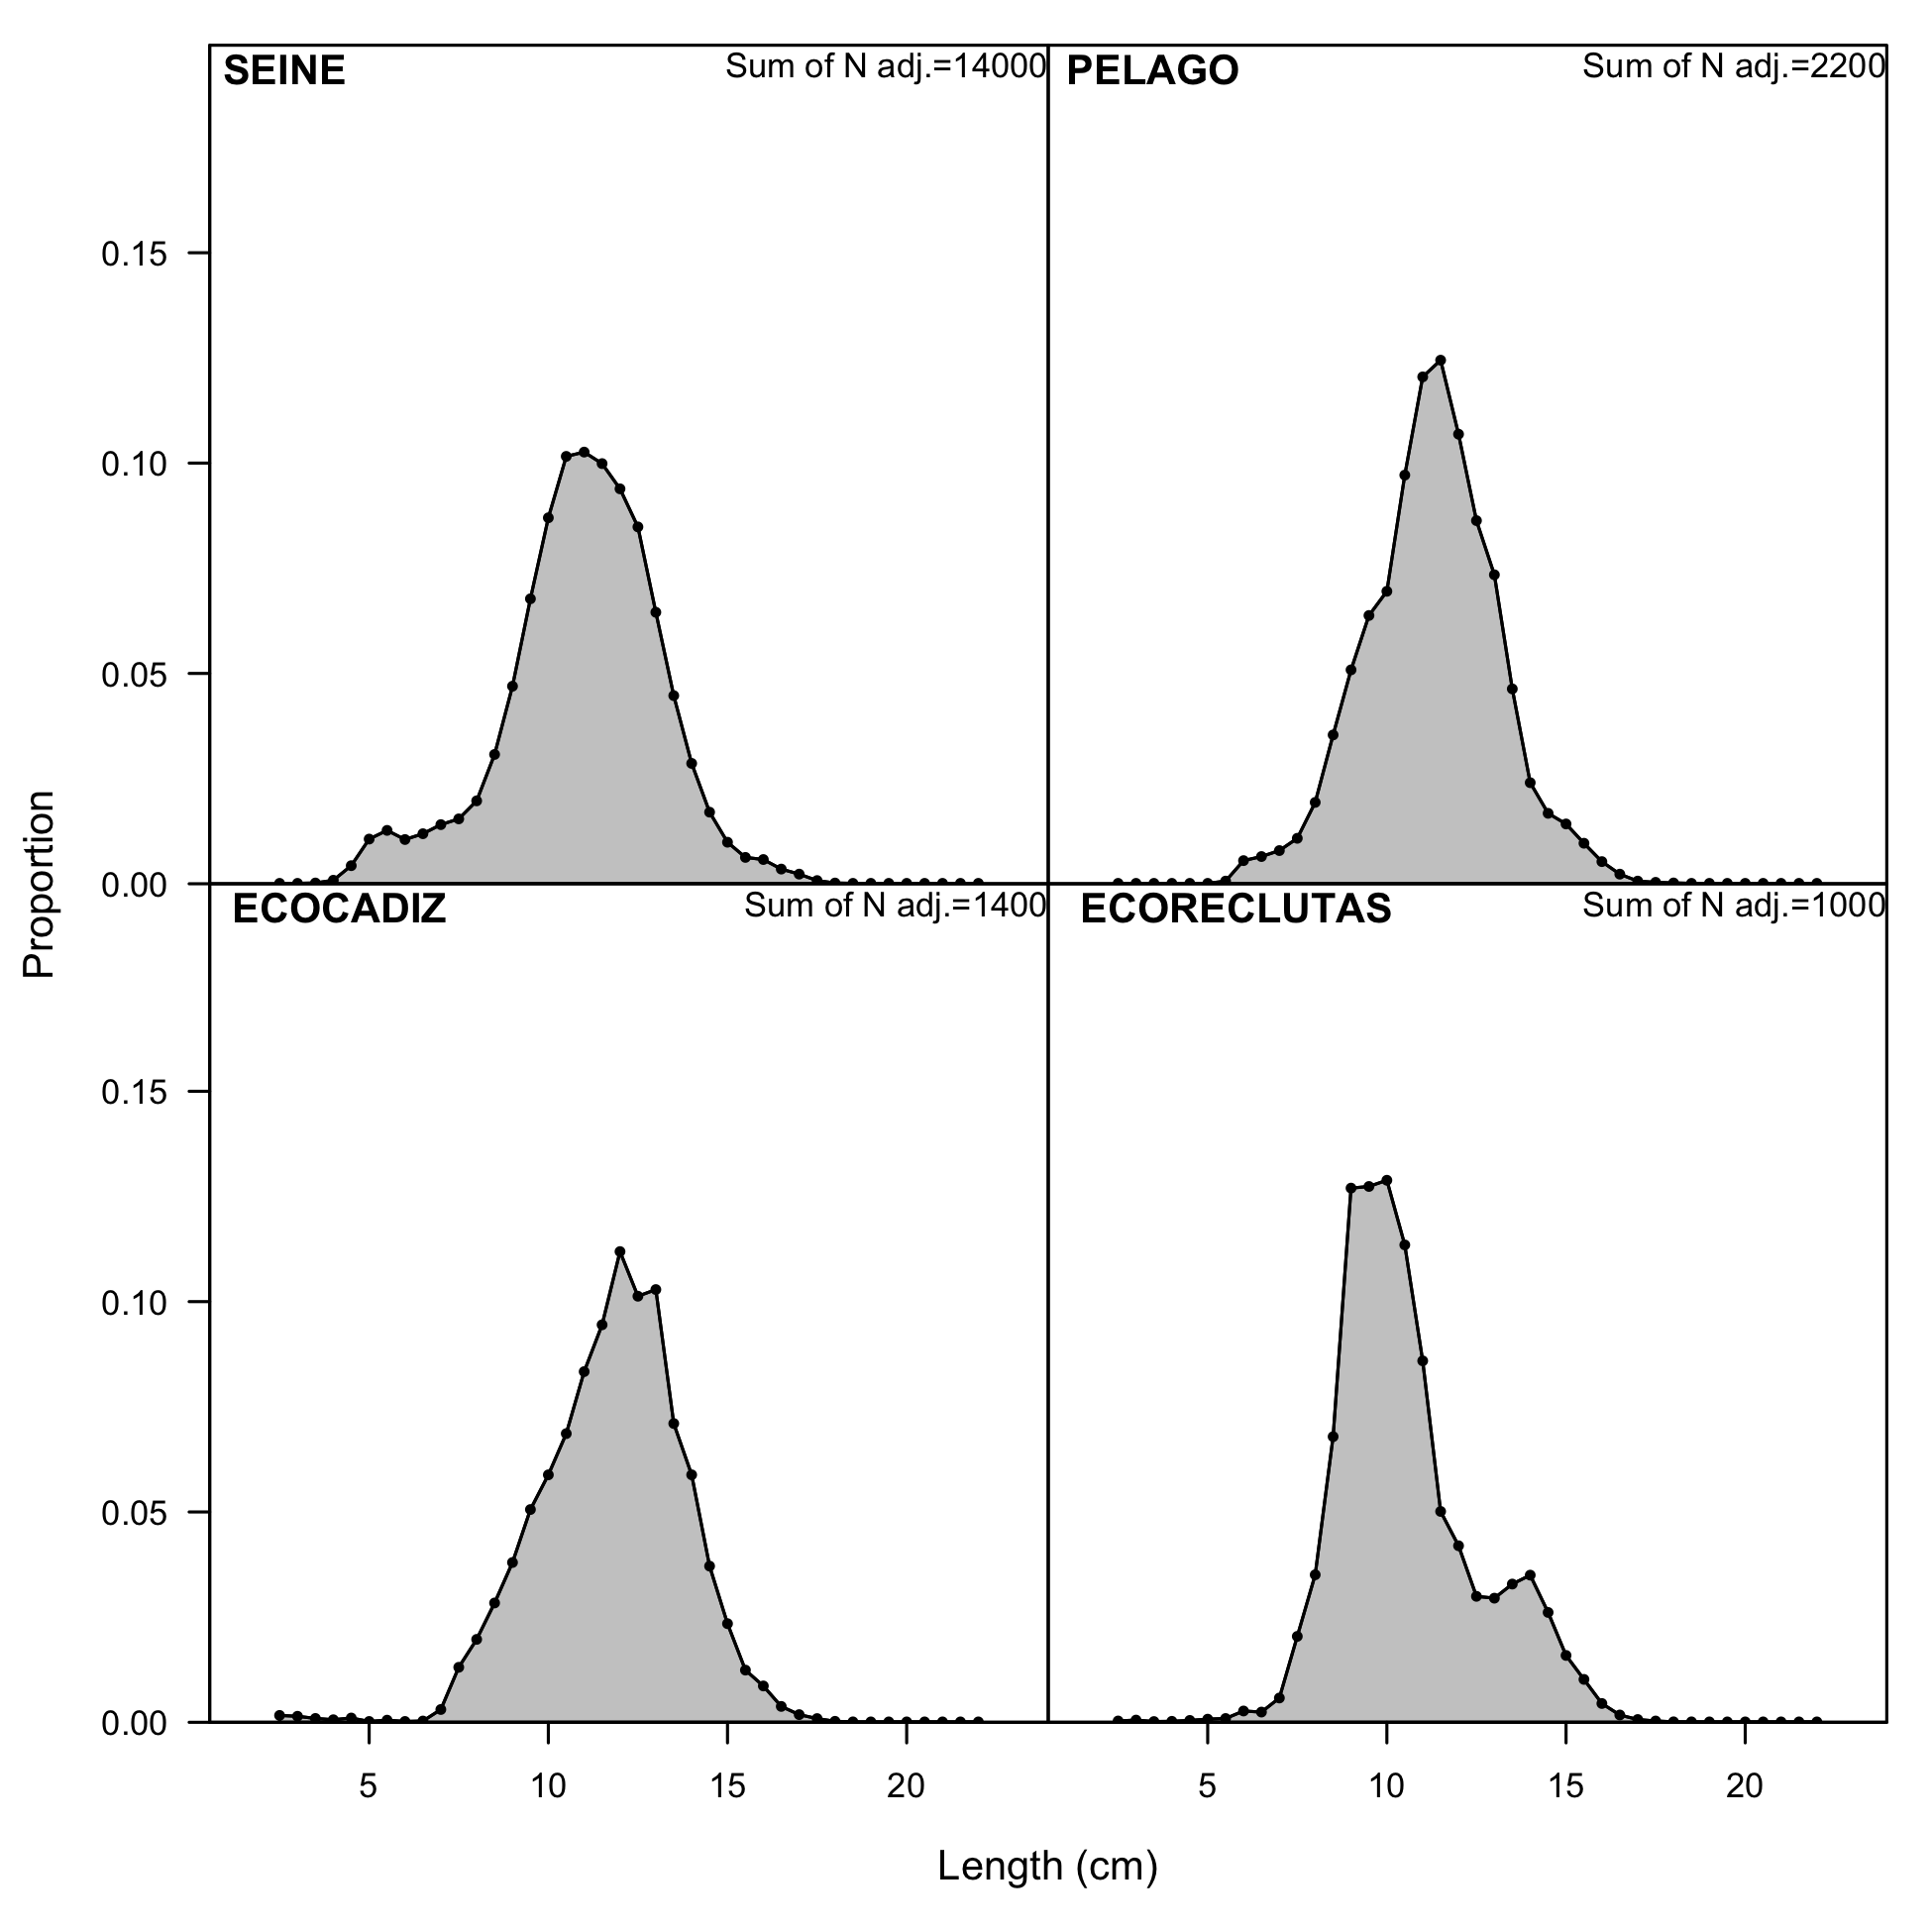 SEINE Sum of N adj.=14000
PELAGO Sum of N adj.=2200
0.15
0.10
0.05
0.00
Proportion
ECOCADIZ Sum of N adj.=1400
ECORECLUTAS Sum of N adj.=1000
0.15
0.10
0.05
0.00
5 10 15 20
5 10 15 20
Length (cm)